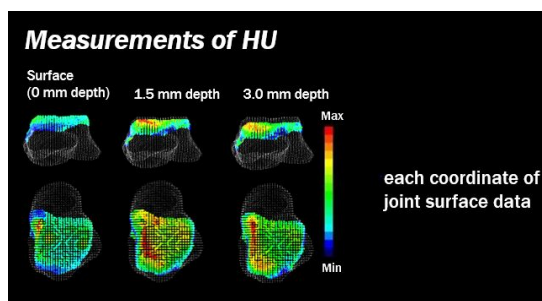 Measurements of HU
Surface
(0 mm depth)
1.5 mm depth
3.0 mm depth
Max
Min
each coordinate of
joint surface data